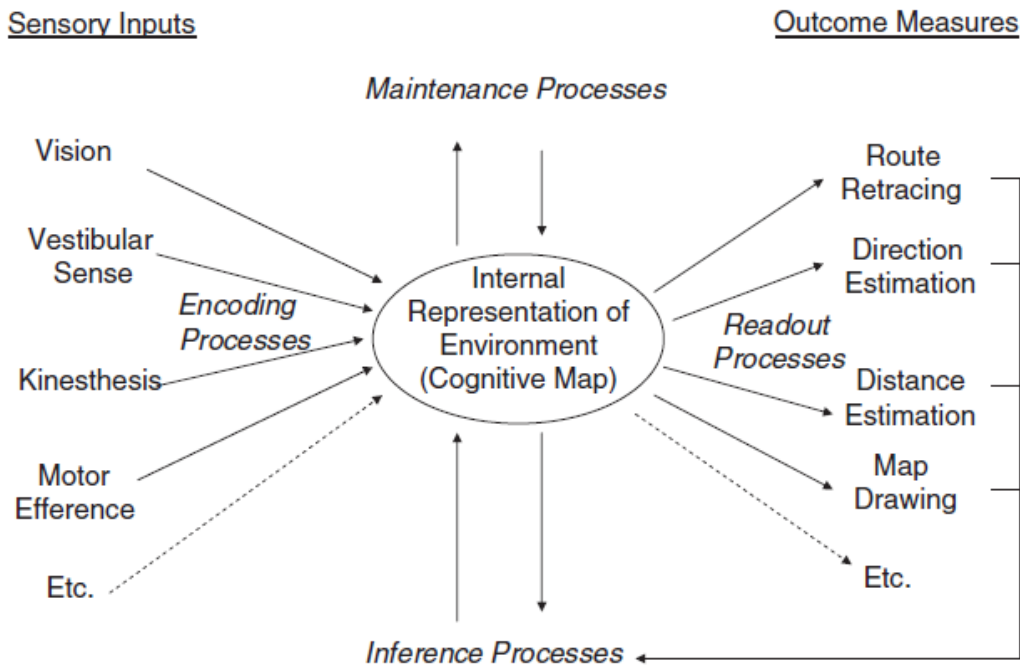 Sensory Inputs
Outcome Measures
Maintenance Processes
Vision
Vestibular
Sense
Encoding
Processes
Kinesthesis
Motor
Efference
Etc.
Internal
Representation of
Environment
(Cognitive Map)
Readout
Processes
Route
Retracing
Direction
Estimation
Distance
Estimation
Map
Drawing
Etc.
Inference Processes